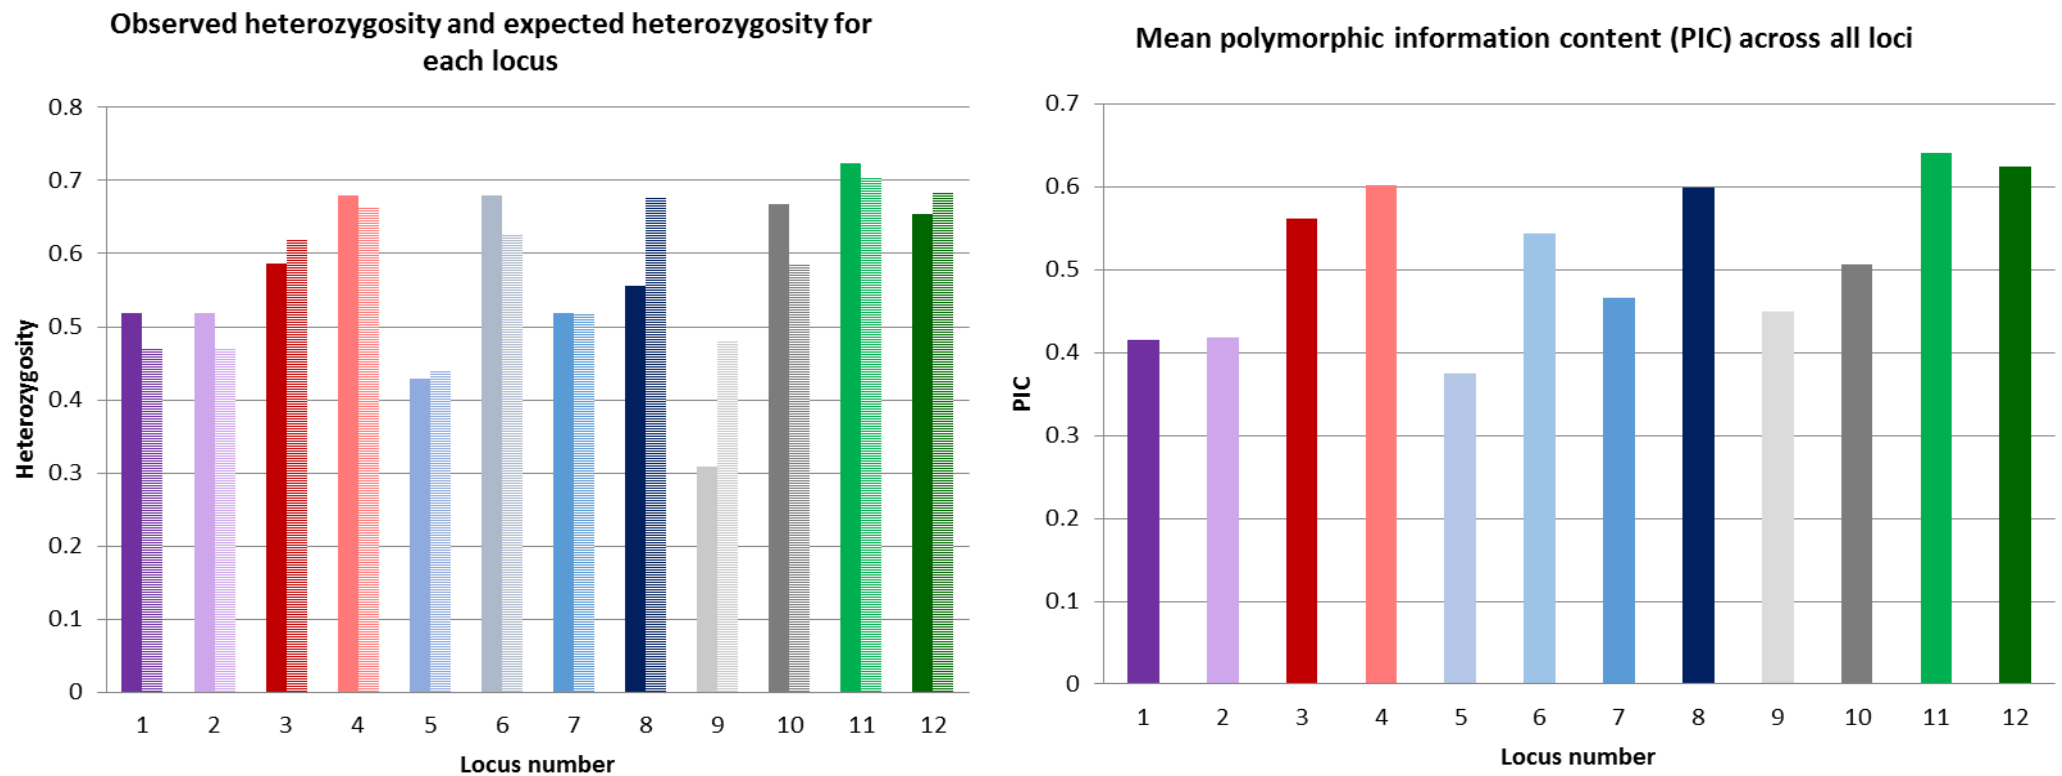 Observed heterozygosity and expected heterozygosity for
each locus
0.8
0.7
0.6
0.5
0.4
0.3
0.2
0.1
0
Heterozygosity
1 2 3 4 5 6 7 8 9 10 11 12
Locus number
Mean polymorphic information content (PIC) across all loci
0.7
0.6
0.5
0.4
0.3
0.2
0.1
0
PIC
1 2 3 4 5 6 7 8 9 10 11 12
Locus number